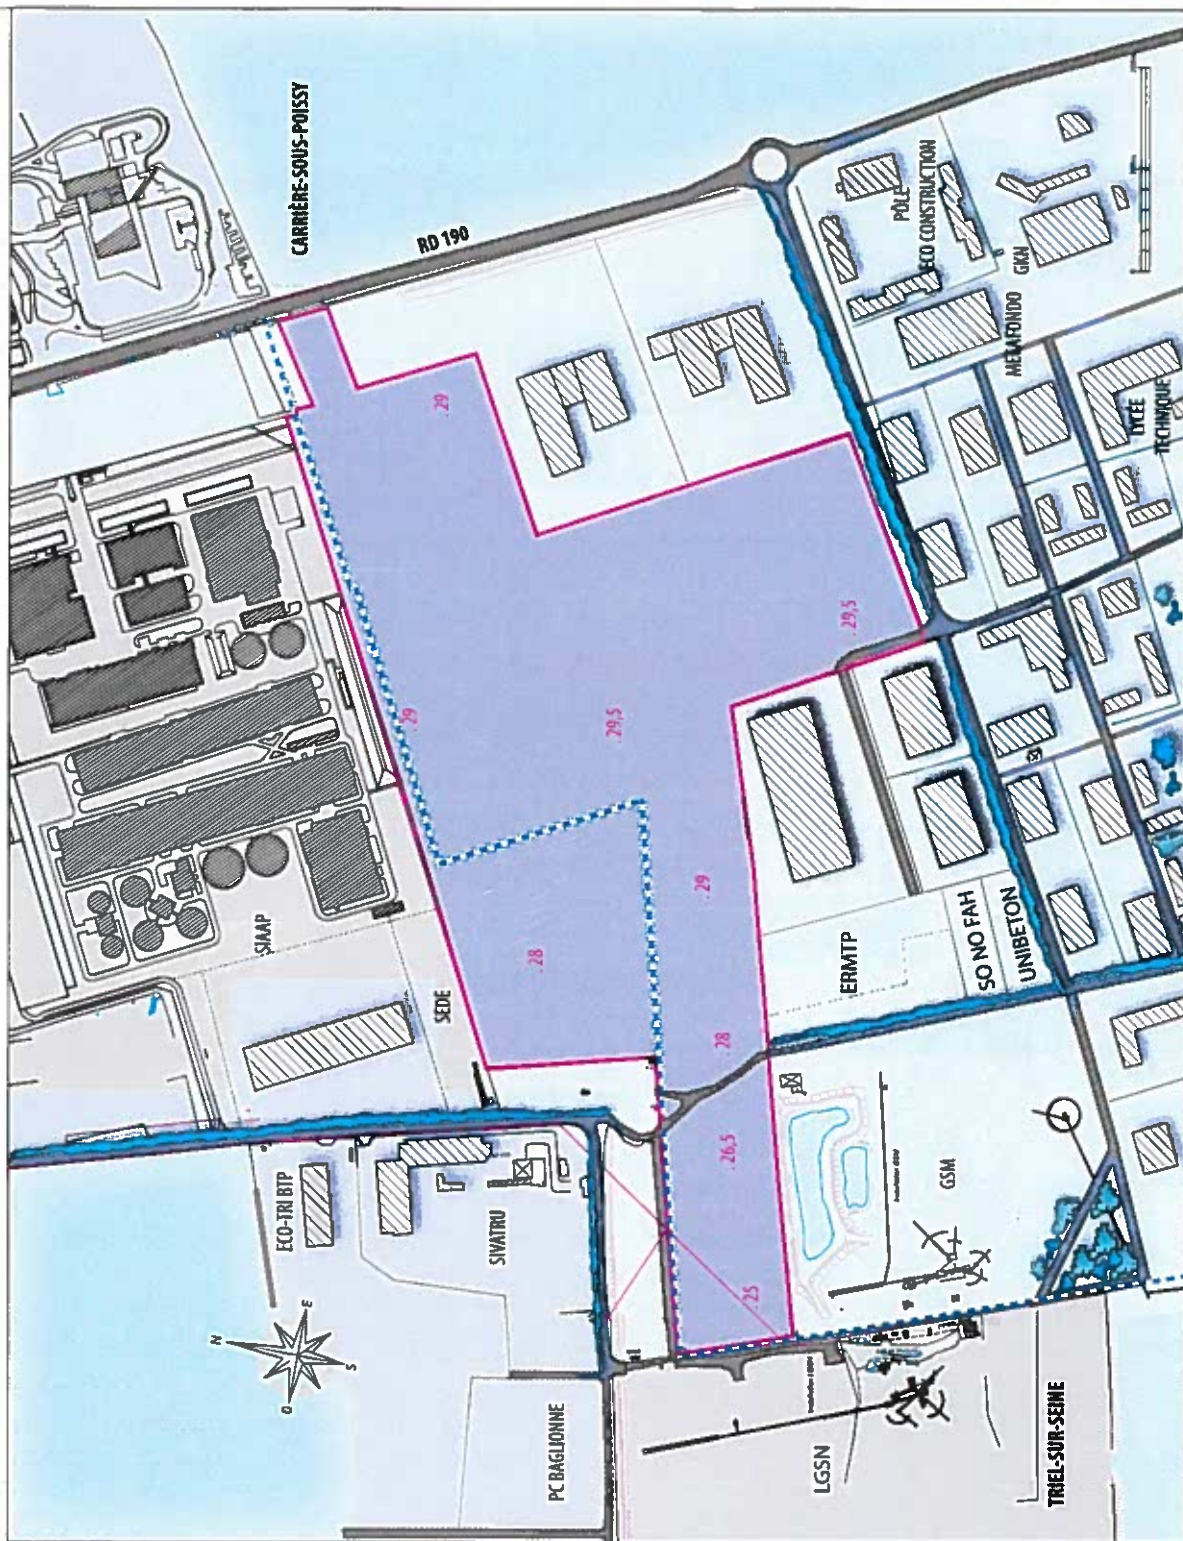 CARRIÈRE-SOUS-POISSY
RD 190
PÔLE
ECO CONSTRUCTION
GKN
METAFONDO
LYCÉE
TECHNIQUE
.29
.29,5
.29
.29,5
.29
.28
28
.26,5
.25
SIAAP
SEDE
ERMTP
SO NO FAH
UNIBETON
ECO-TRI BTP
SIVATRU
GSM
N
E
S
O
PC BAGLIONNE
LGSN
TRIEL-SUR-SEINE